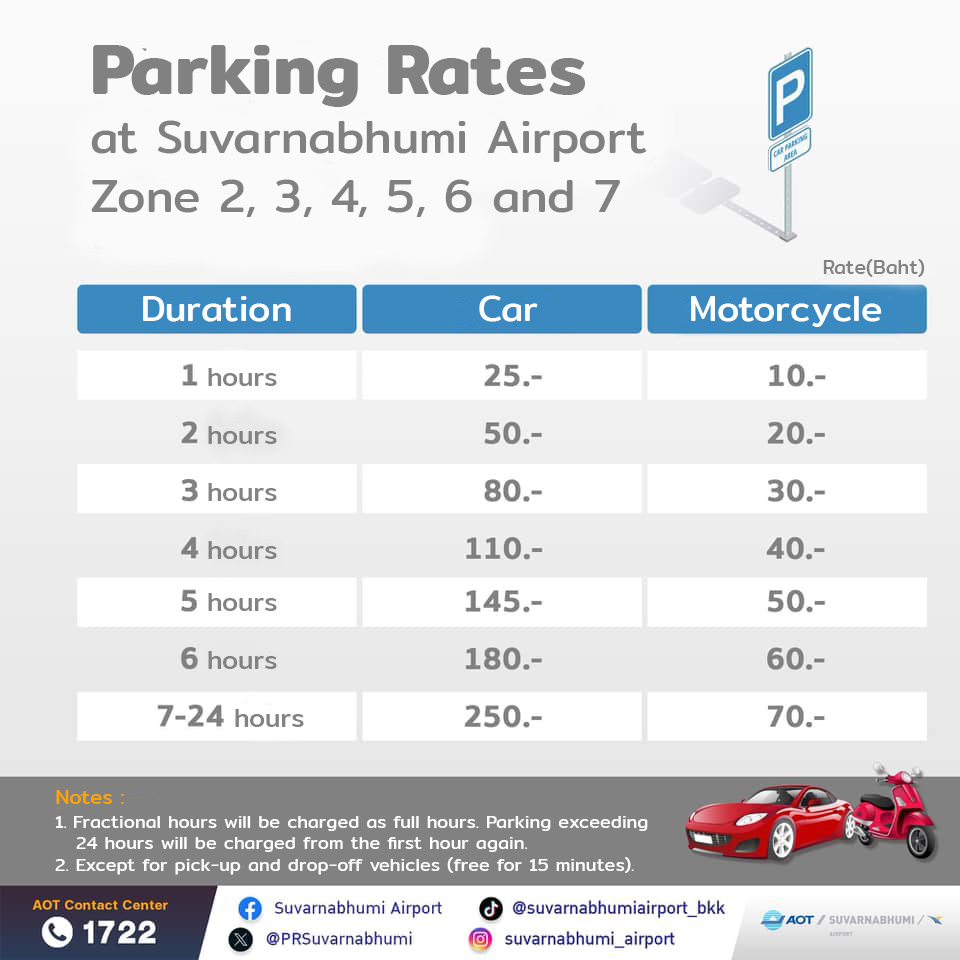 Parking Rates
at Suvarnabhumi Airport
Zone 2, 3, 4, 5, 6 and 7
P
CAR PARKING
AREA
Rate(Baht)
Duration Car Motorcycle
1 hours 25.- 10.-
2 hours 50.- 20.-
3 hours 80.- 30.-
4 hours 110.- 40.-
5 hours 145.- 50.-
6 hours 180.- 60.-
7-24 hours 250.- 70.-
Notes :
1. Fractional hours will be charged as full hours. Parking exceeding
24 hours will be charged from the first hour again.
2. Except for pick-up and drop-off vehicles (free for 15 minutes).
AOT Contact Center
1722
Suvarnabhumi Airport
@suvarnabhumiairport_bkk
@PRSuvarnabhumi
suvarnabhumi_airport
AOT / SUVARNABHUMI /
AIRPORT